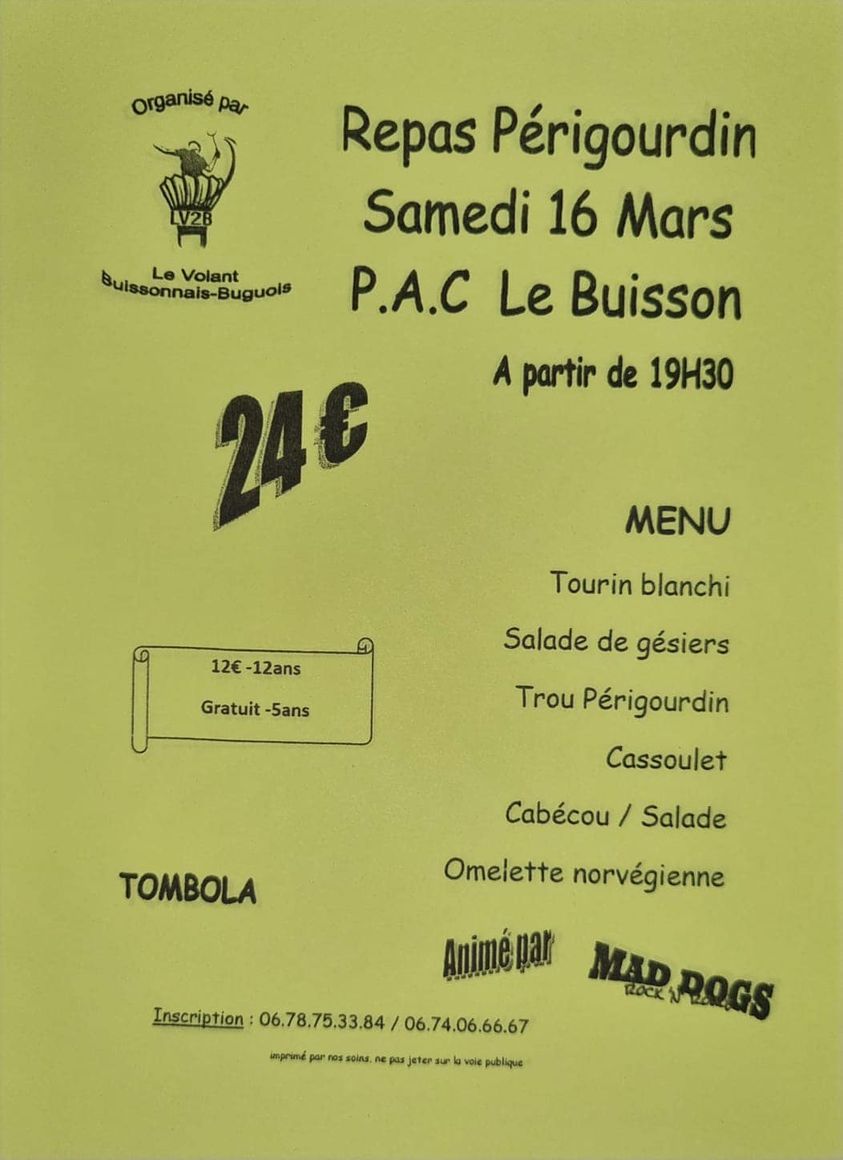 Organisé par
LV2B
Le Volant
Buissonnais-Buguois
Repas Périgourdin
Samedi 16 Mars
P.A.C Le Buisson
A partir de 19H30
24€
MENU
Tourin blanchi
Salade de gésiers
Trou Périgourdin
Cassoulet
Cabécou / Salade
Omelette norvégienne
12€ -12ans
Gratuit -5ans
TOMBOLA
Animé par
MAD DOGS
ROCK 'N' ROLL
Inscription : 06.78.75.33.84 / 06.74.06.66.67
imprimé par nos soins. ne pas jeter sur la voie publique